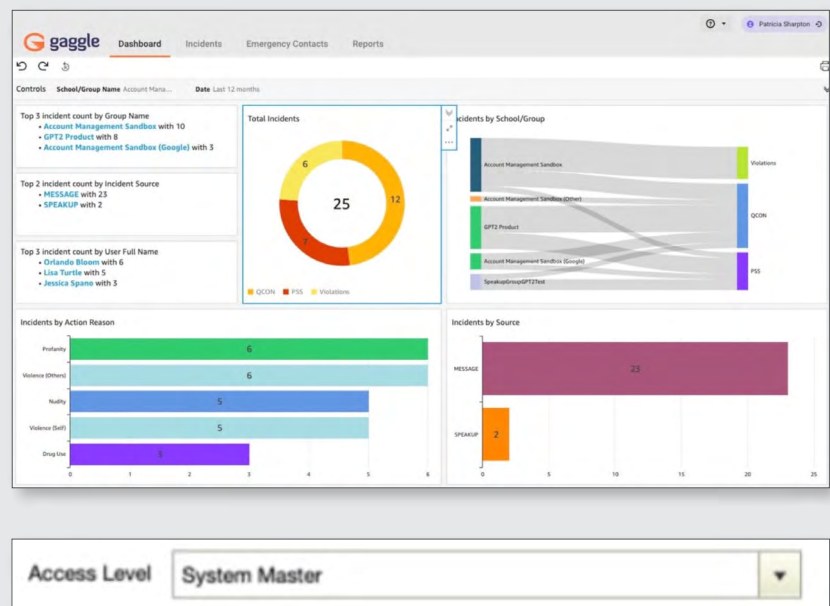 Patricia Sharpton
gaggle
Dashboard Incidents Emergency Contacts Reports
Controls School/Group Name Account Mana... Date Last 12 months
Top 3 incident count by Group Name
• Account Management Sandbox with 10
• GPT2 Product with 8
• Account Management Sandbox (Google) with 3
Top 2 incident count by Incident Source
• MESSAGE with 23
• SPEAKUP with 2
Top 3 incident count by User Full Name
• Orlando Bloom with 6
• Lisa Turtle with 5
• Jessica Spano with 3
Total Incidents
6
12
25
7
QCON PSS Violations
cidents by School/Group
Account Management Sandbox
Account Management Sandbox (Other)
GPT2 Product
Account Management Sandbox (Google)
SpeakupGroupGPT2Test
Violations
QCON
PSS
Incidents by Action Reason
Profanity 6
Violence (Others) 6
Nudity 5
Violence (Self) 5
Drug Use 3
0 1 2 3 4 5 6
Incidents by Source
MESSAGE 23
SPEAKUP 2
0 5 10 15 20 25
Access Level System Master